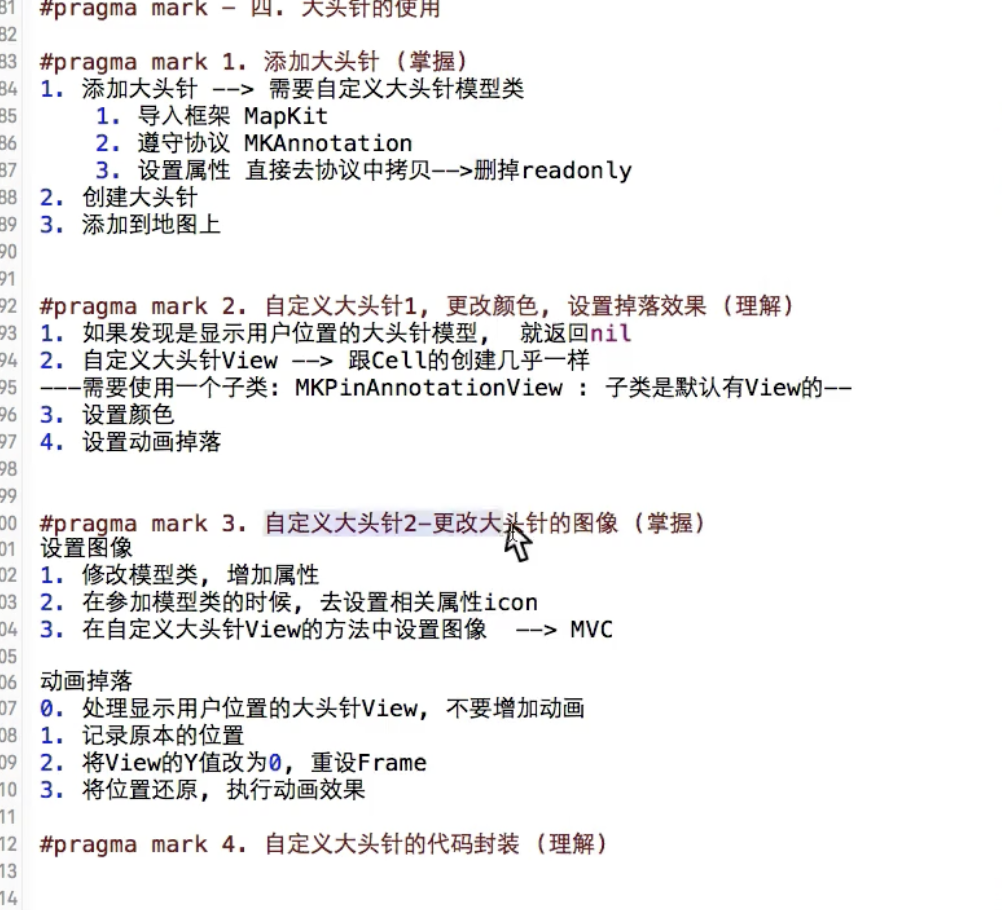 81 #pragma mark - 四. 大头针的使用
82
83 #pragma mark 1. 添加大头针 (掌握)
84 1. 添加大头针 --> 需要自定义大头针模型类
85 1. 导入框架 MapKit
86 2. 遵守协议 MKAnnotation
87 3. 设置属性 直接去协议中拷贝-->删掉readonly
88 2. 创建大头针
89 3. 添加到地图上
90
91
92 #pragma mark 2. 自定义大头针1, 更改颜色, 设置掉落效果 (理解)
93 1. 如果发现是显示用户位置的大头针模型, 就返回nil
94 2. 自定义大头针View --> 跟Cell的创建几乎一样
95 ---需要使用一个子类: MKPinAnnotationView : 子类是默认有View的--
96 3. 设置颜色
97 4. 设置动画掉落
98
99
00 #pragma mark 3. 自定义大头针2-更改大头针的图像 (掌握)
01 设置图像
02 1. 修改模型类, 增加属性
03 2. 在参加模型类的时候, 去设置相关属性icon
04 3. 在自定义大头针View的方法中设置图像 --> MVC
05
06 动画掉落
07 0. 处理显示用户位置的大头针View, 不要增加动画
08 1. 记录原本的位置
09 2. 将View的Y值改为0, 重设Frame
10 3. 将位置还原, 执行动画效果
11
12 #pragma mark 4. 自定义大头针的代码封装 (理解)
13
14